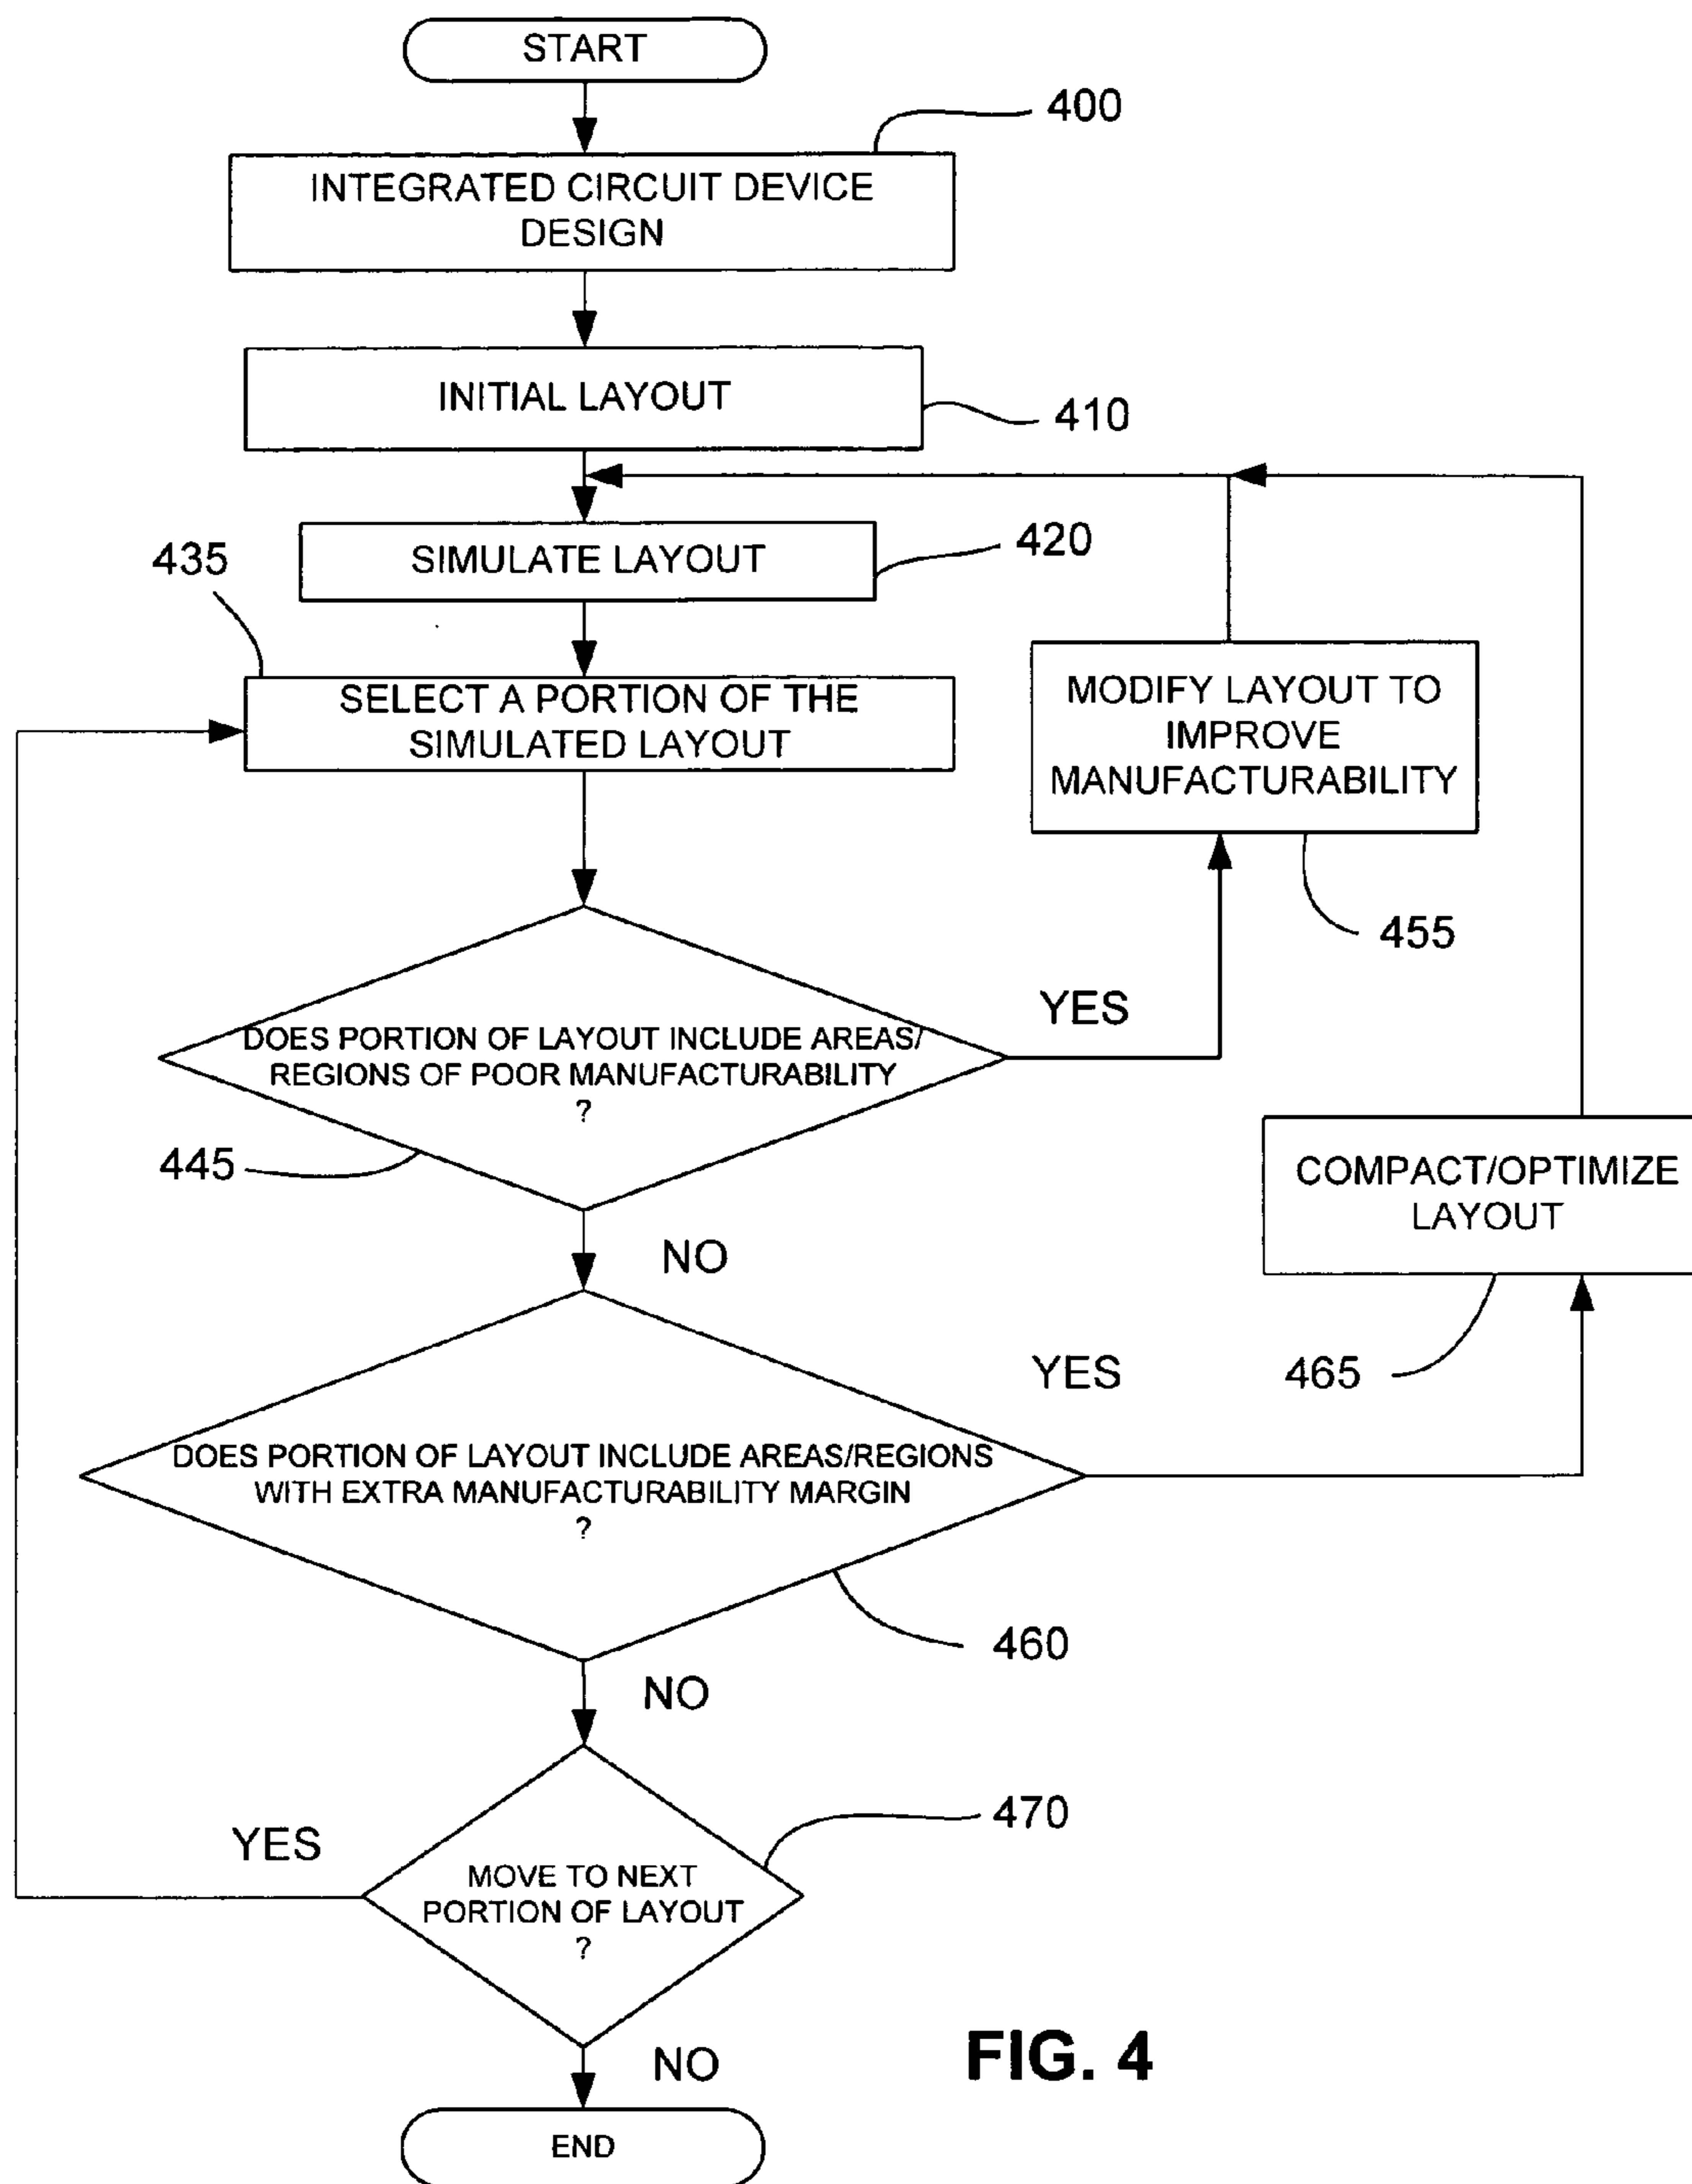 START
400
INTEGRATED CIRCUIT DEVICE
DESIGN
INITIAL LAYOUT
410
SIMULATE LAYOUT
420
435
SELECT A PORTION OF THE
SIMULATED LAYOUT
MODIFY LAYOUT TO
IMPROVE
MANUFACTURABILITY
455
YES
DOES PORTION OF LAYOUT INCLUDE AREAS/
REGIONS OF POOR MANUFACTURABILITY
?
445
NO
COMPACT/OPTIMIZE
LAYOUT
465
YES
DOES PORTION OF LAYOUT INCLUDE AREAS/REGIONS
WITH EXTRA MANUFACTURABILITY MARGIN
?
460
NO
470
YES
MOVE TO NEXT
PORTION OF LAYOUT
?
NO
FIG. 4
END